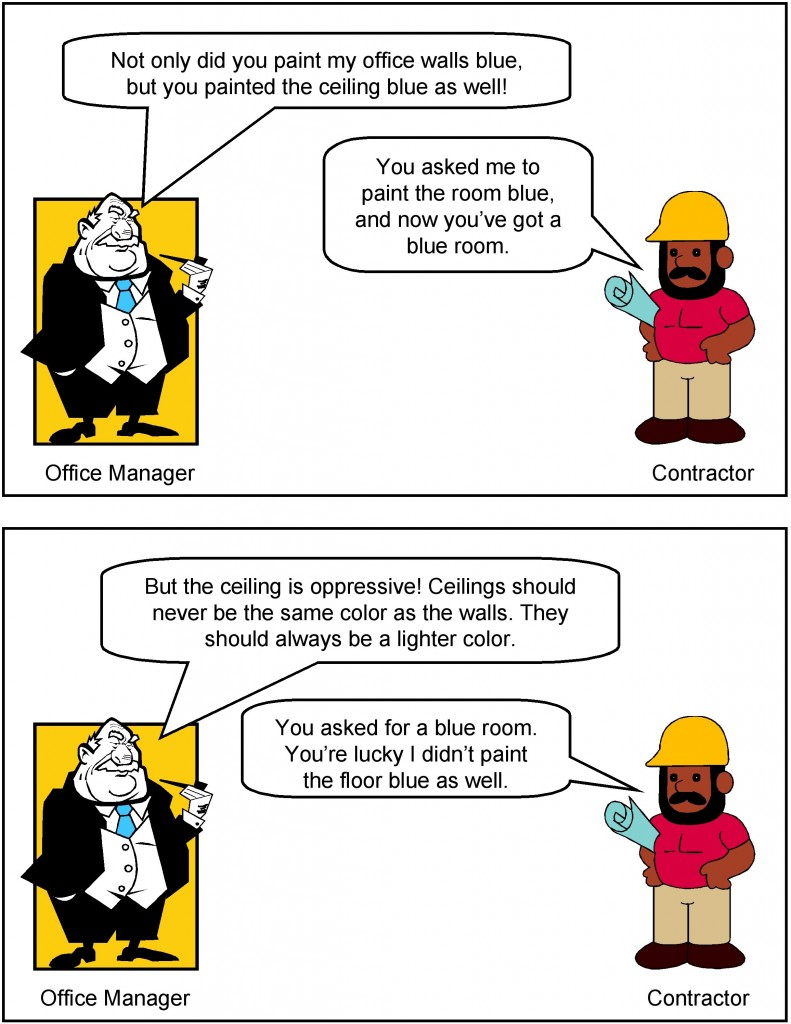 Not only did you paint my office walls blue,
but you painted the ceiling blue as well!
You asked me to
paint the room blue,
and now you've got a
blue room.
Office Manager
Contractor
But the ceiling is oppressive! Ceilings should
never be the same color as the walls. They
should always be a lighter color.
You asked for a blue room.
You're lucky I didn't paint
the floor blue as well.
Office Manager
Contractor